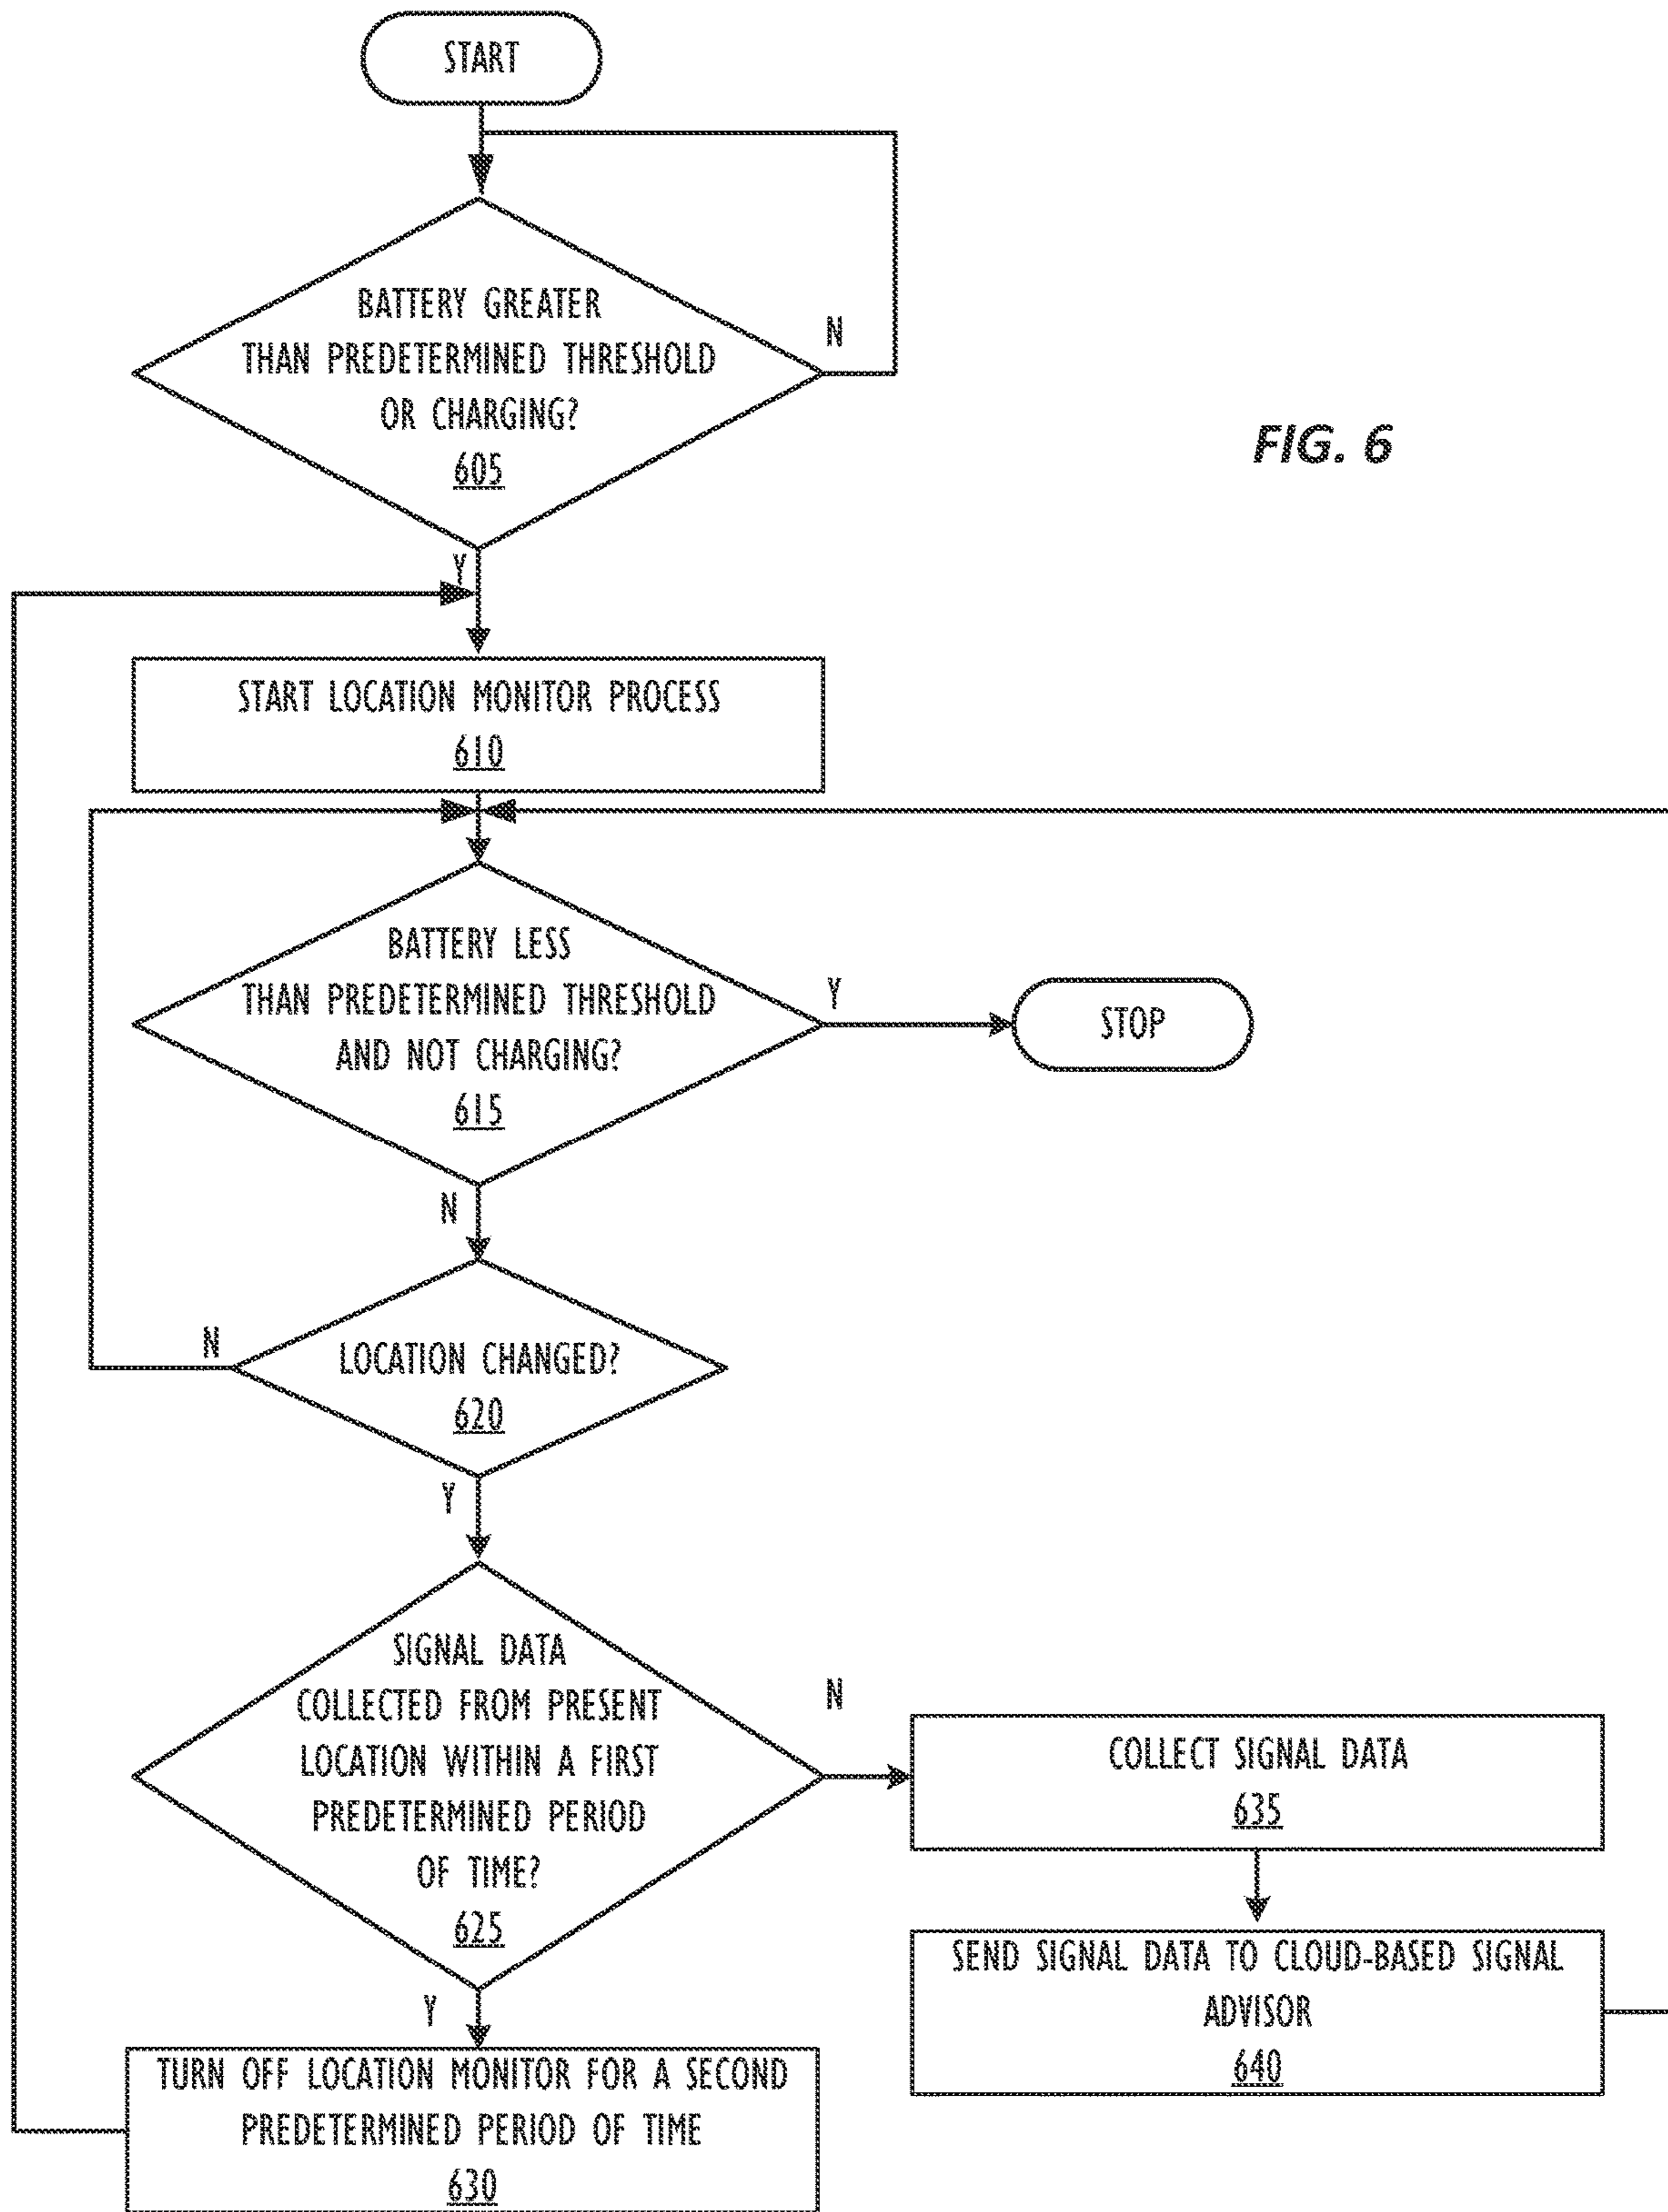 START
BATTERY GREATER
THAN PREDETERMINED THRESHOLD
OR CHARGING?
605
N
FIG. 6
Y
START LOCATION MONITOR PROCESS
610
BATTERY LESS
THAN PREDETERMINED THRESHOLD
AND NOT CHARGING?
615
Y
STOP
N
LOCATION CHANGED?
620
N
Y
SIGNAL DATA
COLLECTED FROM PRESENT
LOCATION WITHIN A FIRST
PREDETERMINED PERIOD
OF TIME?
625
N
COLLECT SIGNAL DATA
635
SEND SIGNAL DATA TO CLOUD-BASED SIGNAL
ADVISOR
640
Y
TURN OFF LOCATION MONITOR FOR A SECOND
PREDETERMINED PERIOD OF TIME
630